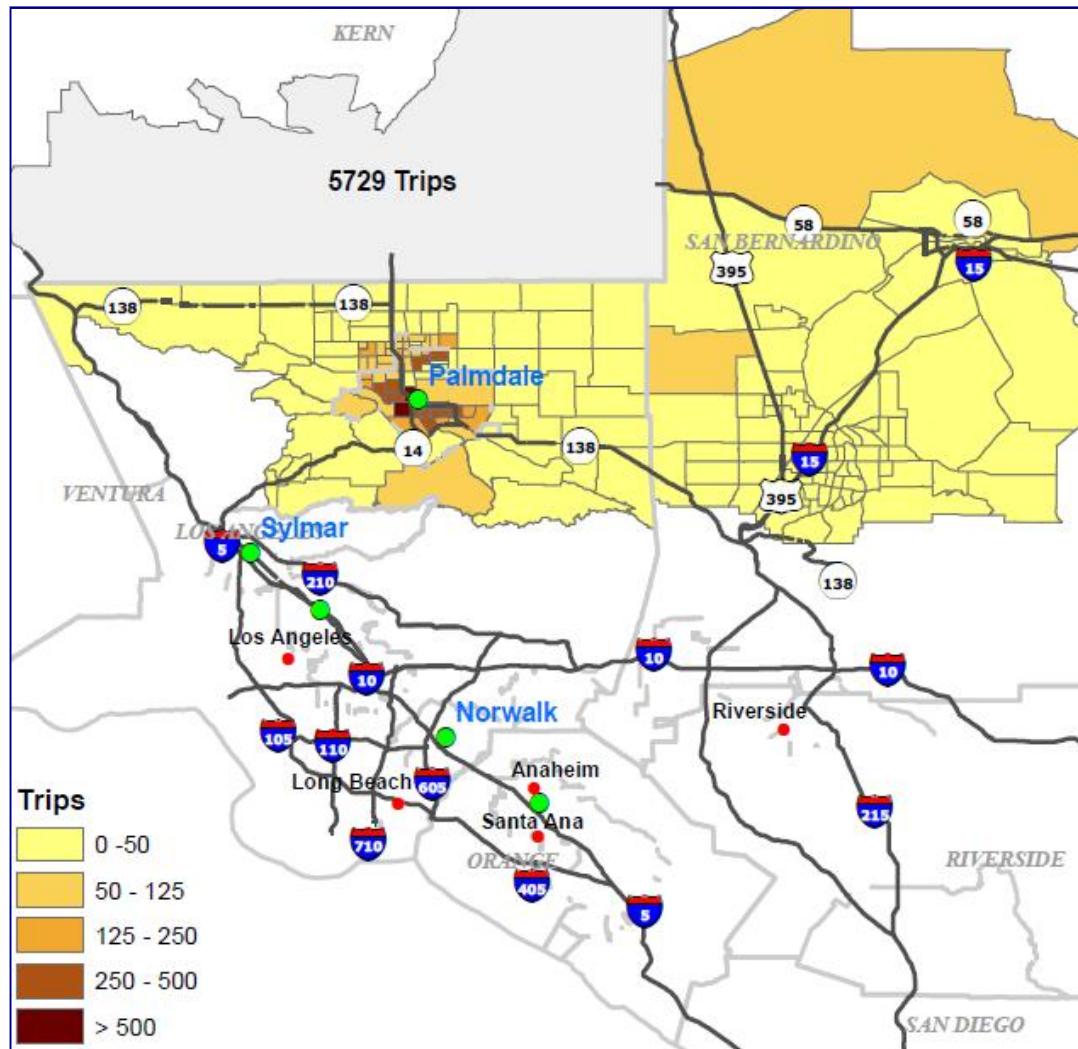 KERN
5729 Trips
58
58
SAN BERNARDINO
395
15
138
138
Palmdale
14
138
15
395
VENTURA
LOS ANGELES
Sylmar
5
210
138
Los Angeles
10
10
10
Norwalk
Riverside
105
110
Long Beach
605
Anaheim
Santa Ana
710
ORANGE
405
215
RIVERSIDE
5
SAN DIEGO
Trips
0 -50
50 - 125
125 - 250
250 - 500
> 500